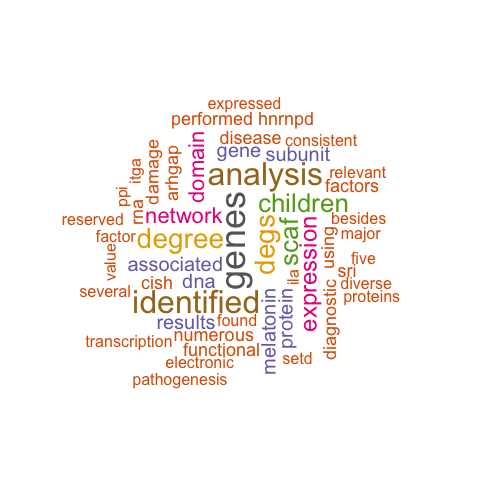 expressed
performed hnrnpd
disease consistent
gene subunit
domain
damage
arhgap
itga
ppi
rna
analysis relevant
factors
children
genes
degs
scaf
expression
network
reserved
besides
major
factor degree
using
value
associated
five
sri
ila
diverse
several cish dna
proteins
identified
melatonin
protein
diagnostic
results found
numerous
transcription functional
setd
electronic
pathogenesis